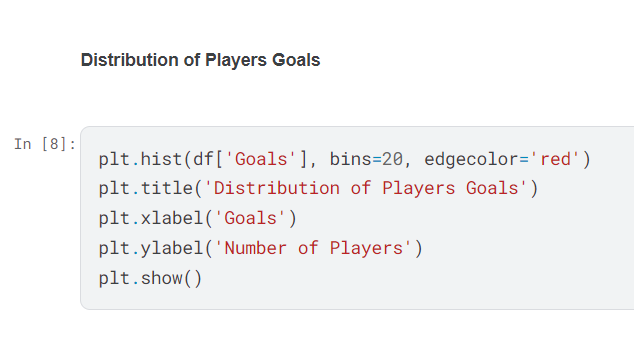 Distribution of Players Goals
In [8]:
plt.hist(df['Goals'], bins=20, edgecolor='red')
plt.title('Distribution of Players Goals')
plt.xlabel('Goals')
plt.ylabel('Number of Players')
plt.show()